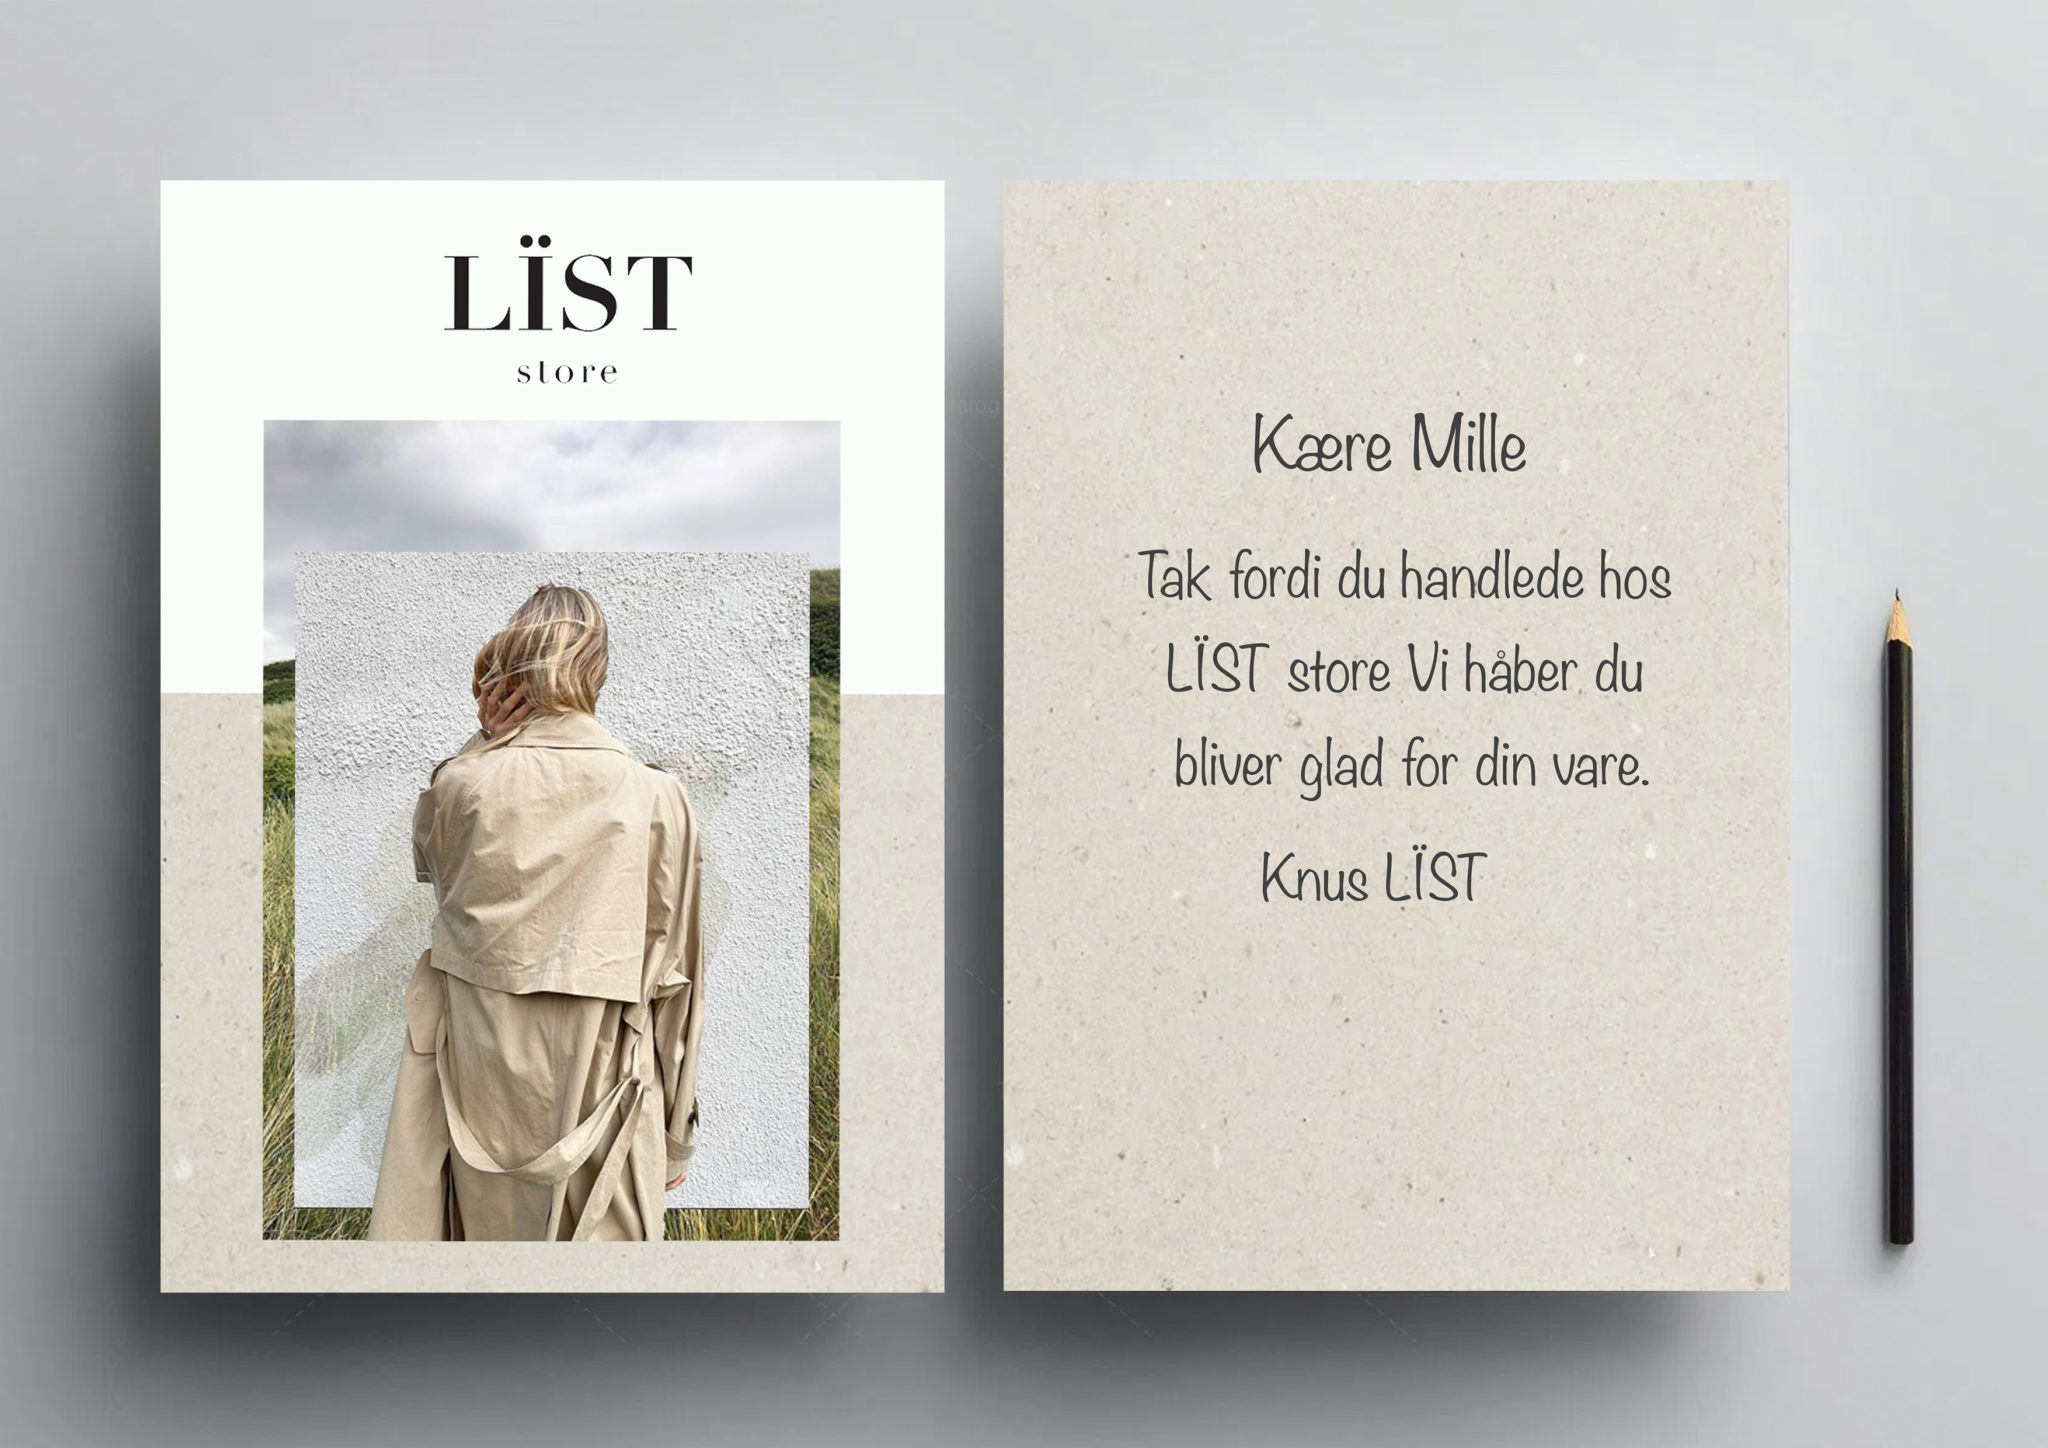 LÏST
store
Kære Mille
Tak fordi du handlede hos
LÏST store Vi håber du
bliver glad for din vare.
Knus LÏST